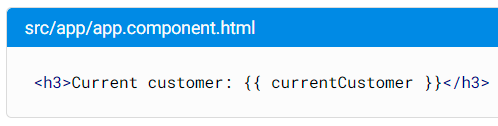 src/app/app.component.html
<h3>Current customer: {{ currentCustomer }}</h3>